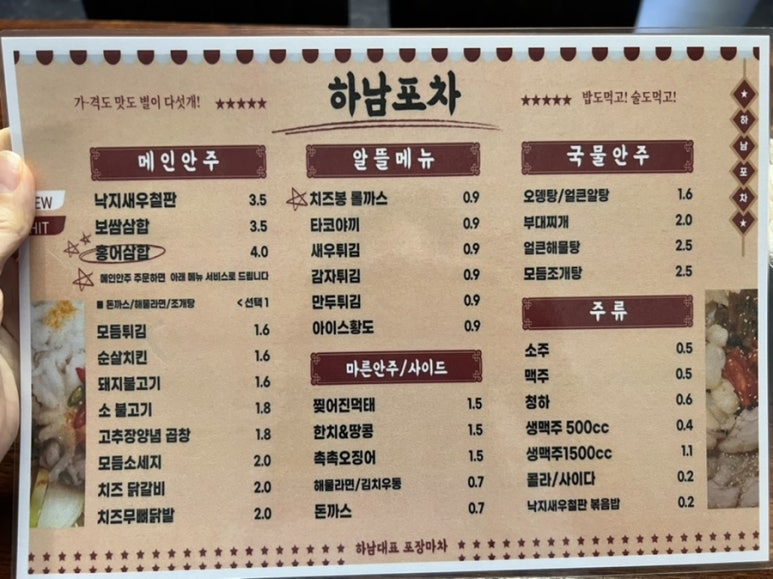 가·격도 맛도 별이 다섯개! ★★★★★
하남포차
★★★★★ 밥도먹고! 술도먹고!
★하남포차★
메인안주
EW
HIT
낙지새우철판 3.5
보쌈삼합 3.5
홍어삼합 4.0
메인안주 주문하면 아래 메뉴 서비스로 드립니다
■ 돈까스/해물라면/조개탕 <선택1
모듬튀김 1.6
순살치킨 1.6
돼지불고기 1.6
소 불고기 1.8
고추장양념 곱창 1.8
모듬소세지 2.0
치즈 닭갈비 2.0
치즈무뼈닭발 2.0
알뜰메뉴
치즈봉 롤까스 0.9
타코야끼 0.9
새우튀김 0.9
감자튀김 0.9
만두튀김 0.9
아이스황도 0.9
마른안주/사이드
찢어진먹태 1.5
한치&땅콩 1.5
촉촉오징어 1.5
해물라면/김치우동 0.7
돈까스 0.7
국물안주
오뎅탕/얼큰알탕 1.6
부대찌개 2.0
얼큰해물탕 2.5
모듬조개탕 2.5
주류
소주 0.5
맥주 0.5
청하 0.6
생맥주 500cc 0.4
생맥주1500cc 1.1
콜라/사이다 0.2
낙지새우철판 볶음밥 0.2
하남대표 포장마차